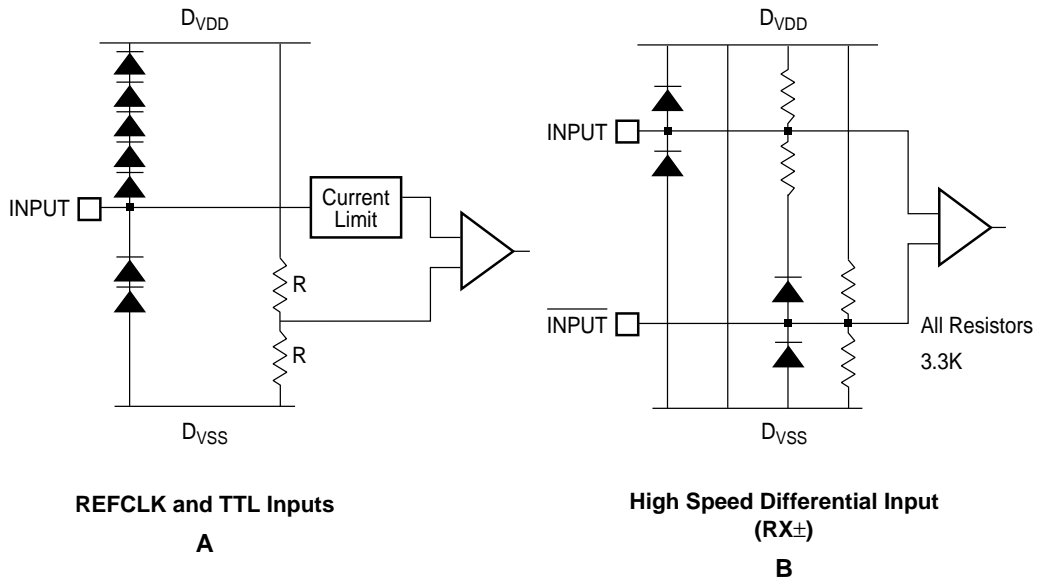 DVDD
INPUT
Current
Limit
R
R
DVSS
REFCLK and TTL Inputs
A
DVDD
INPUT
INPUT
All Resistors
3.3K
DVSS
High Speed Differential Input
(RX±)
B